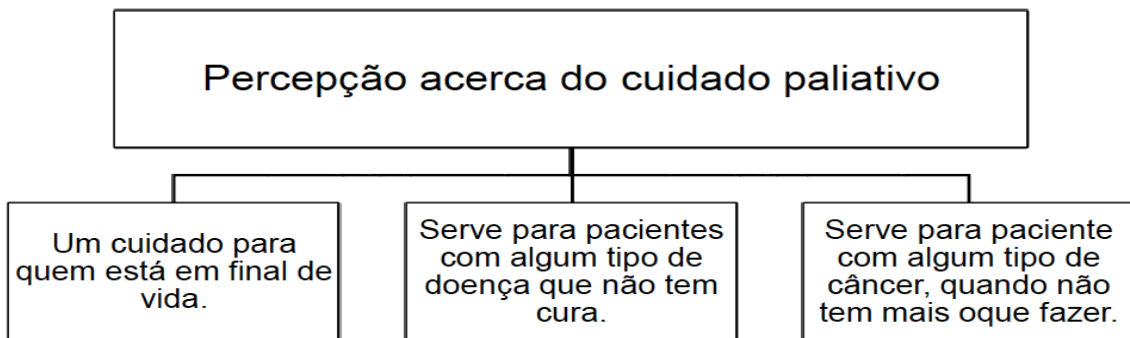 Percepção acerca do cuidado paliativo
Um cuidado para
quem está em final de
vida.
Serve para pacientes
com algum tipo de
doença que não tem
cura.
Serve para paciente
com algum tipo de
câncer, quando não
tem mais oque fazer.